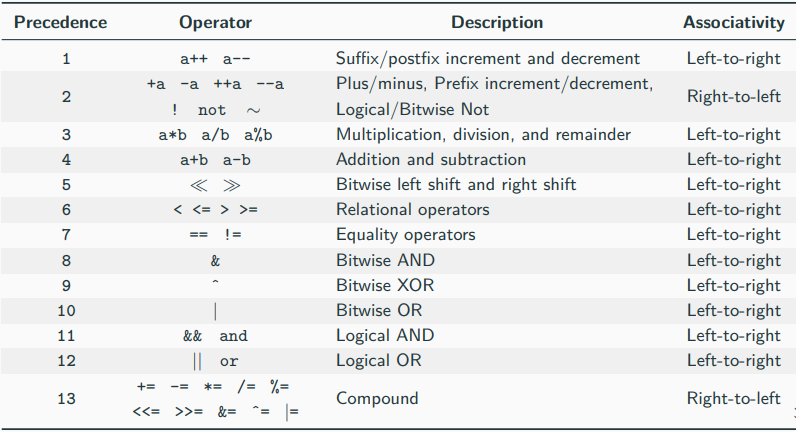 Precedence Operator Description Associativity
1 a++ a-- Suffix/postfix increment and decrement Left-to-right
2 +a -a ++a --a Plus/minus, Prefix increment/decrement, Right-to-left
! not ~ Logical/Bitwise Not
3 a*b a/b a%b Multiplication, division, and remainder Left-to-right
4 a+b a-b Addition and subtraction Left-to-right
5 ≪ ≫ Bitwise left shift and right shift Left-to-right
6 < <= > >= Relational operators Left-to-right
7 == != Equality operators Left-to-right
8 & Bitwise AND Left-to-right
9 ^ Bitwise XOR Left-to-right
10 | Bitwise OR Left-to-right
11 && and Logical AND Left-to-right
12 || or Logical OR Left-to-right
13 += -= *= /= %= Compound Right-to-left
<<= >>= &= ^= |=